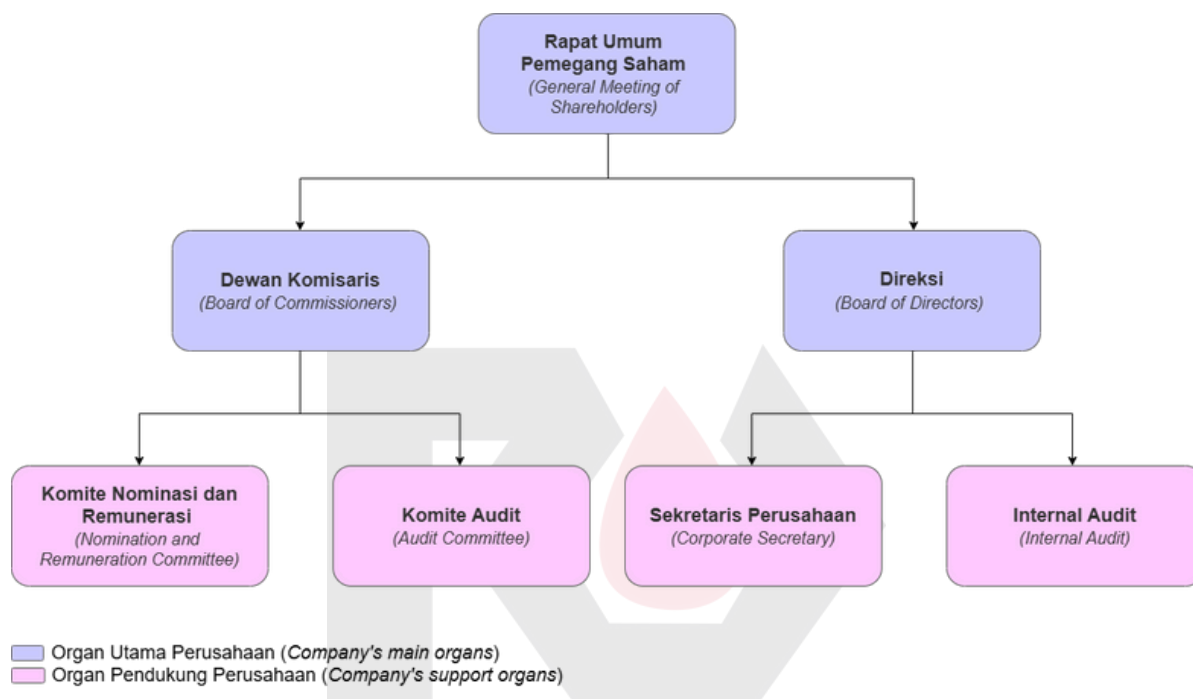 Rapat Umum
Pemegang Saham
(General Meeting of
Shareholders)
Dewan Komisaris
(Board of Commissioners)
Direksi
(Board of Directors)
Komite Nominasi dan
Remunerasi
(Nomination and
Remuneration Committee)
Komite Audit
(Audit Committee)
Sekretaris Perusahaan
(Corporate Secretary)
Internal Audit
(Internal Audit)
Organ Utama Perusahaan (Company's main organs)
Organ Pendukung Perusahaan (Company's support organs)